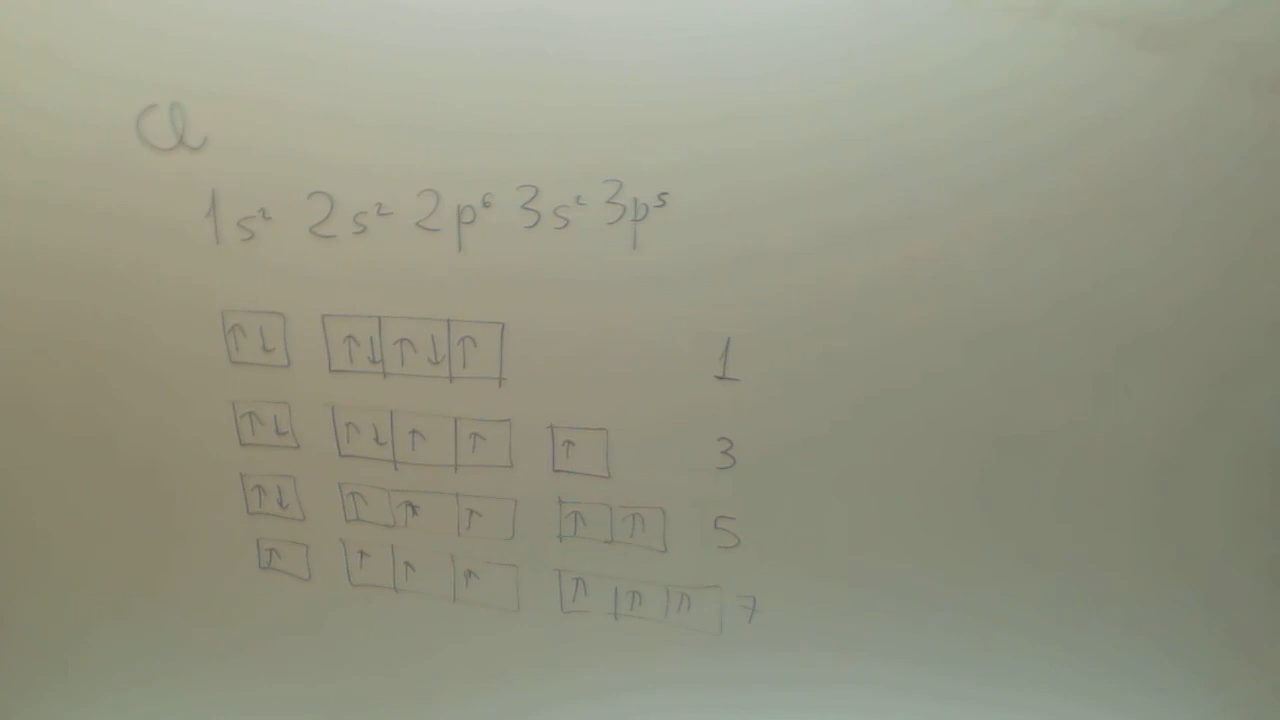 Cl
1s² 2s² 2p⁶ 3s² 3p⁵
↑↓ ↑↓ ↑↓ ↑ 1
↑↓ ↑↓ ↑ ↑ ↑ 3
↑↓ ↑ ↑ ↑ ↑ ↑ 5
↑ ↑ ↑ ↑ ↑ ↑ ↑ 7